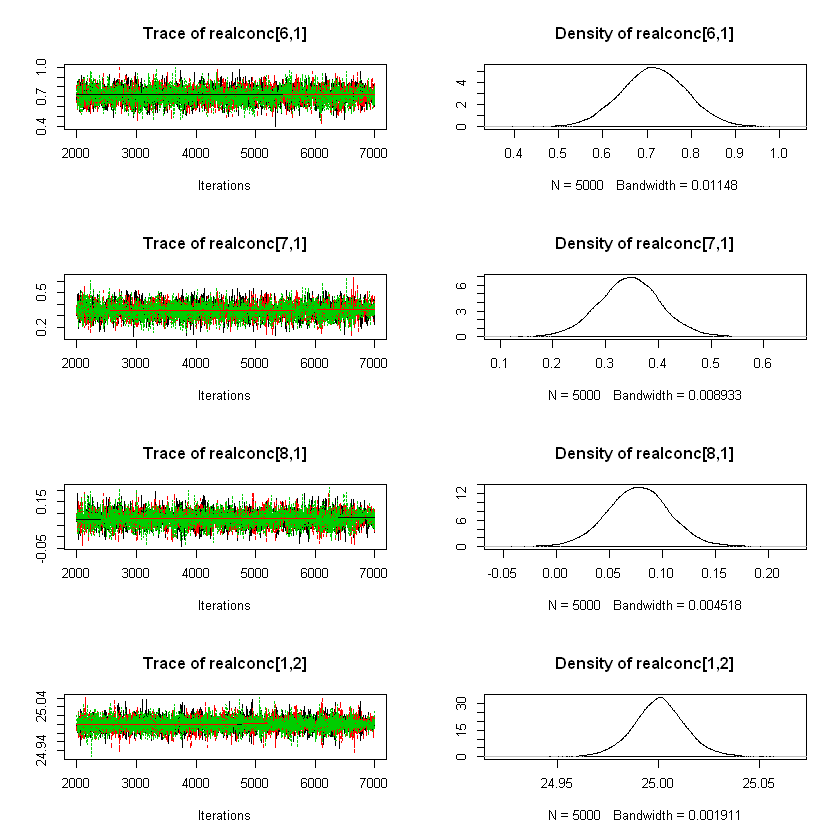 Trace of realconc[6,1]
0.4 0.7 1.0
2000 3000 4000 5000 6000 7000
Iterations
Density of realconc[6,1]
0 2 4
0.4 0.5 0.6 0.7 0.8 0.9 1.0
N = 5000 Bandwidth = 0.01148
Trace of realconc[7,1]
0.2 0.5
2000 3000 4000 5000 6000 7000
Iterations
Density of realconc[7,1]
0 3 6
0.1 0.2 0.3 0.4 0.5 0.6
N = 5000 Bandwidth = 0.008933
Trace of realconc[8,1]
-0.05 0.15
2000 3000 4000 5000 6000 7000
Iterations
Density of realconc[8,1]
0 6 12
-0.05 0.00 0.05 0.10 0.15 0.20
N = 5000 Bandwidth = 0.004518
Trace of realconc[1,2]
24.94 25.04
2000 3000 4000 5000 6000 7000
Iterations
Density of realconc[1,2]
0 15 30
24.95 25.00 25.05
N = 5000 Bandwidth = 0.001911